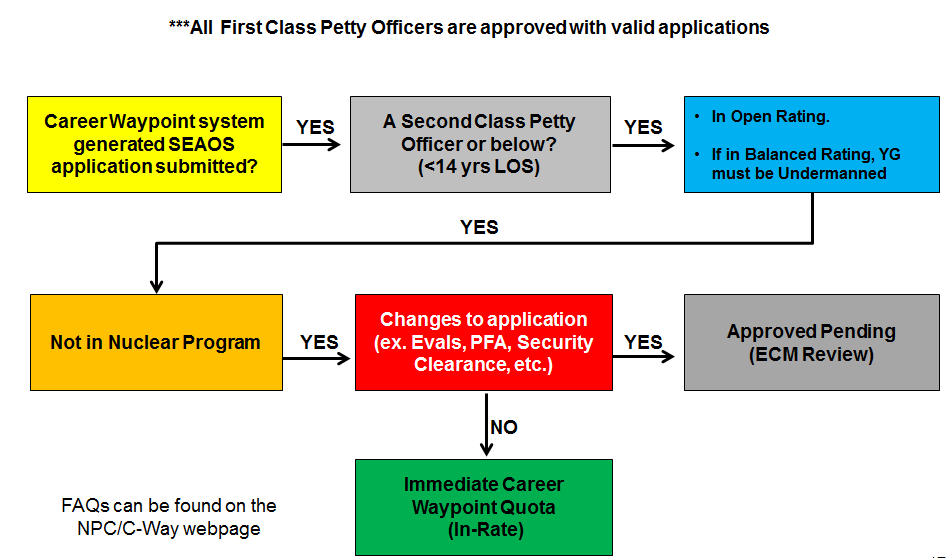 ***All First Class Petty Officers are approved with valid applications
Career Waypoint system
generated SEAOS
application submitted?
YES
A Second Class Petty
Officer or below?
(<14 yrs LOS)
YES
• In Open Rating.
• If in Balanced Rating, YG
must be Undermanned
YES
Not in Nuclear Program
YES
Changes to application
(ex. Evals, PFA, Security
Clearance, etc.)
YES
Approved Pending
(ECM Review)
NO
Immediate Career
Waypoint Quota
(In-Rate)
FAQs can be found on the
NPC/C-Way webpage